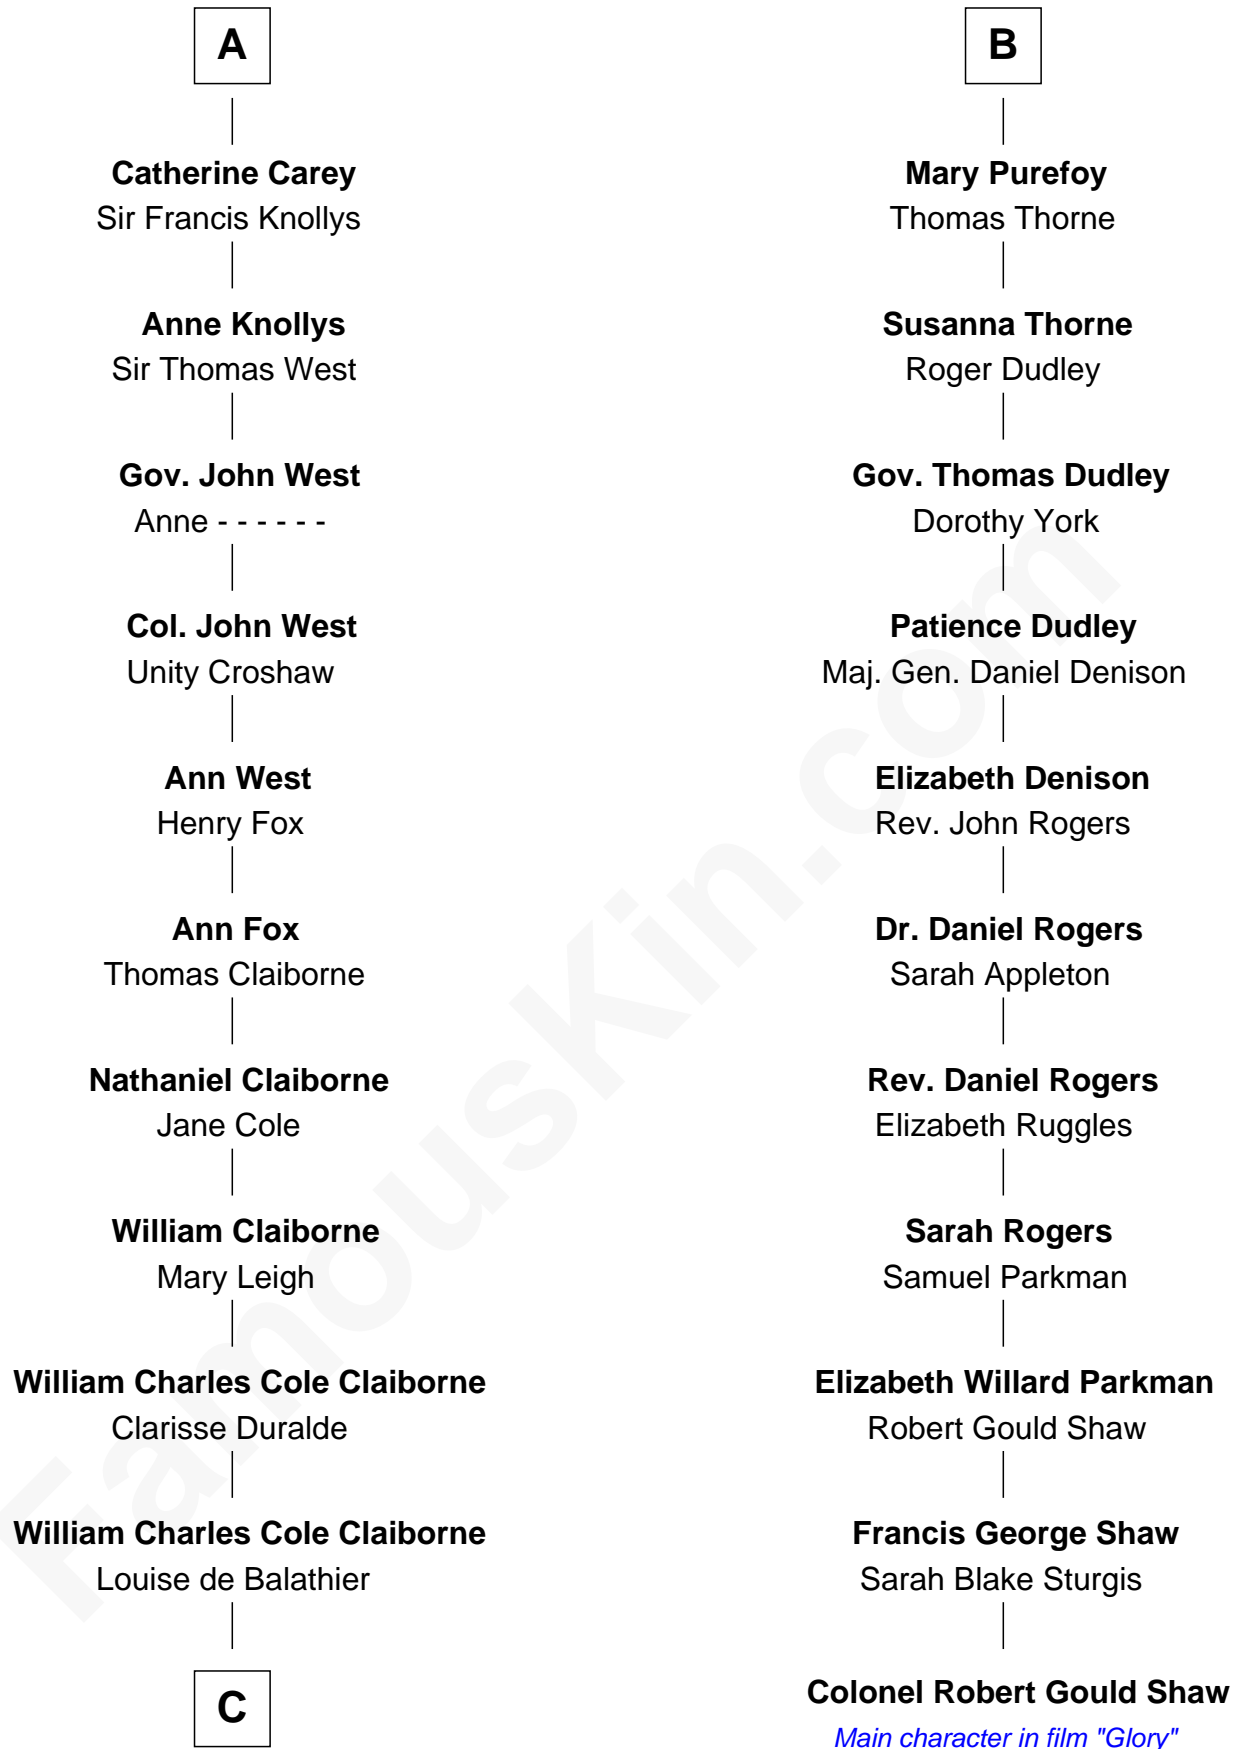 A
Catherine Carey
Sir Francis Knollys
Anne Knollys
Sir Thomas West
Gov. John West
Anne - - - - - -
Col. John West
Unity Croshaw
Ann West
Henry Fox
Ann Fox
Thomas Claiborne
Nathaniel Claiborne
Jane Cole
William Claiborne
Mary Leigh
William Charles Cole Claiborne
Clarisse Duralde
William Charles Cole Claiborne
Louise de Balathier
C
B
Mary Purefoy
Thomas Thorne
Susanna Thorne
Roger Dudley
Gov. Thomas Dudley
Dorothy York
Patience Dudley
Maj. Gen. Daniel Denison
Elizabeth Denison
Rev. John Rogers
Dr. Daniel Rogers
Sarah Appleton
Rev. Daniel Rogers
Elizabeth Ruggles
Sarah Rogers
Samuel Parkman
Elizabeth Willard Parkman
Robert Gould Shaw
Francis George Shaw
Sarah Blake Sturgis
Colonel Robert Gould Shaw
Main character in film "Glory"
FamousKin.com